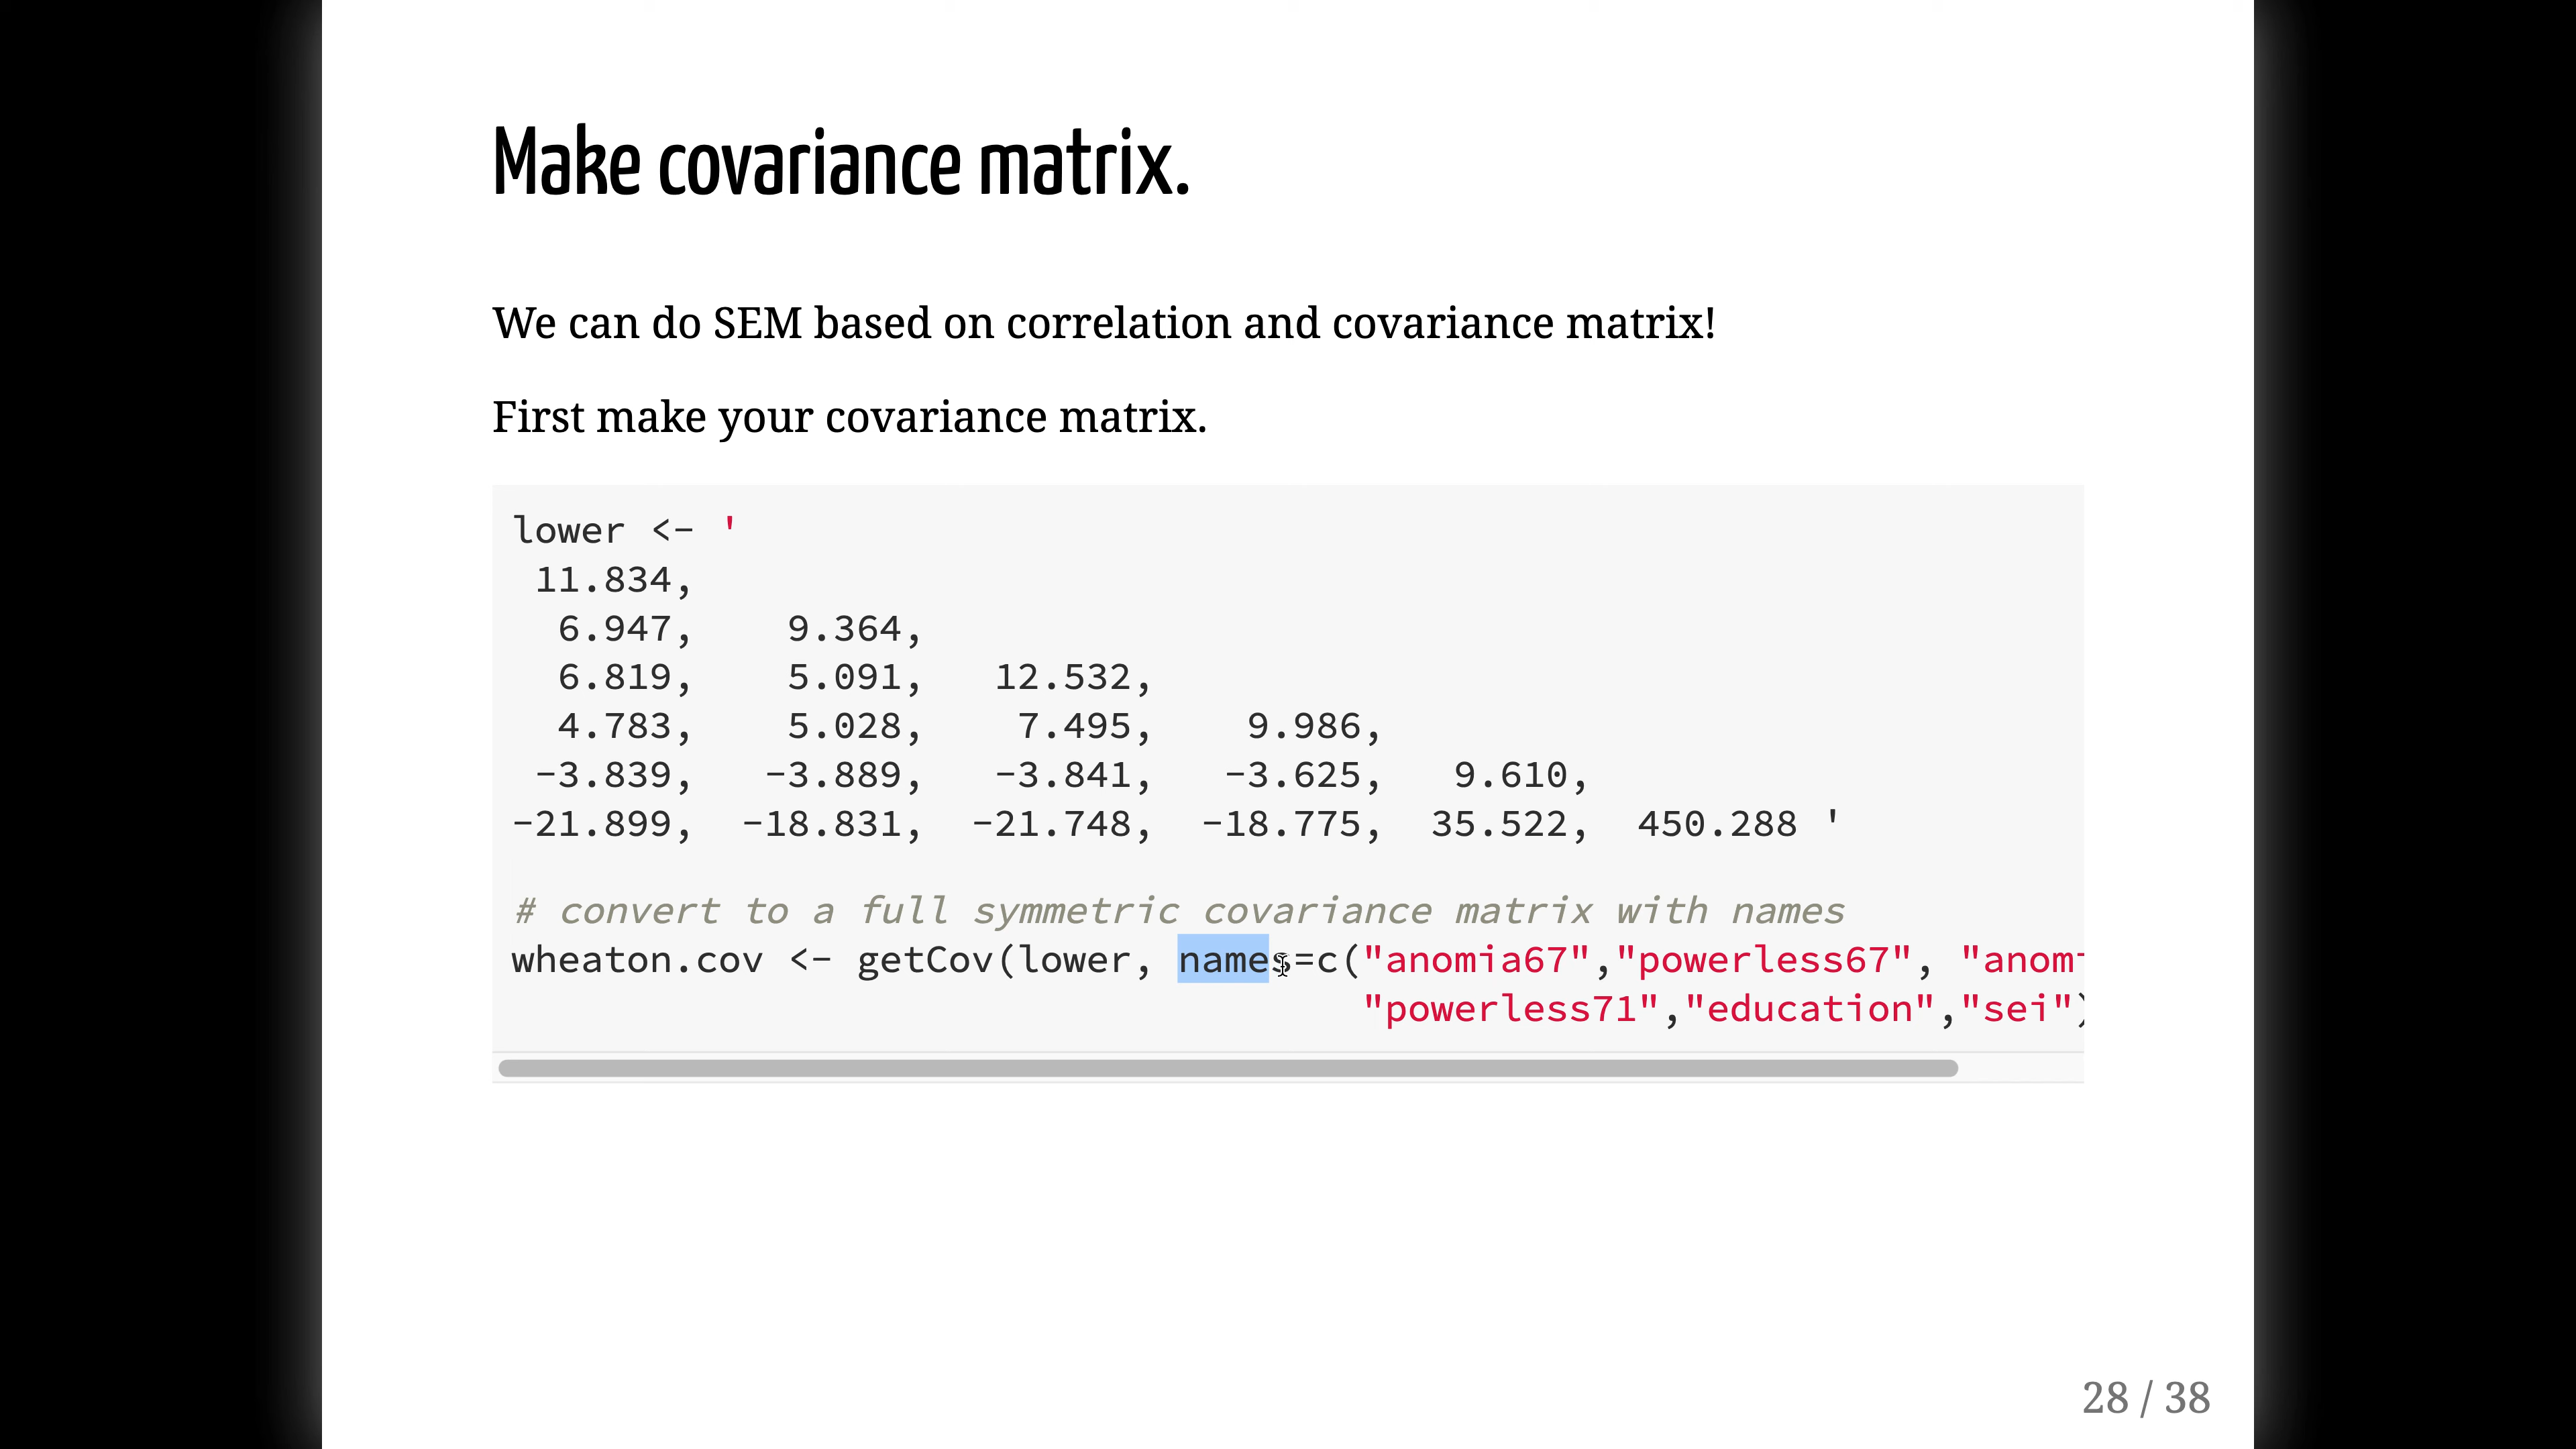 Make covariance matrix.
We can do SEM based on correlation and covariance matrix!
First make your covariance matrix.
lower <- '
11.834,
6.947, 9.364,
6.819, 5.091, 12.532,
4.783, 5.028, 7.495, 9.986,
-3.839, -3.889, -3.841, -3.625, 9.610,
-21.899, -18.831, -21.748, -18.775, 35.522, 450.288 '
# convert to a full symmetric covariance matrix with names
wheaton.cov <- getCov(lower, names=c("anomia67","powerless67", "anom
"powerless71","education","sei")
28 / 38